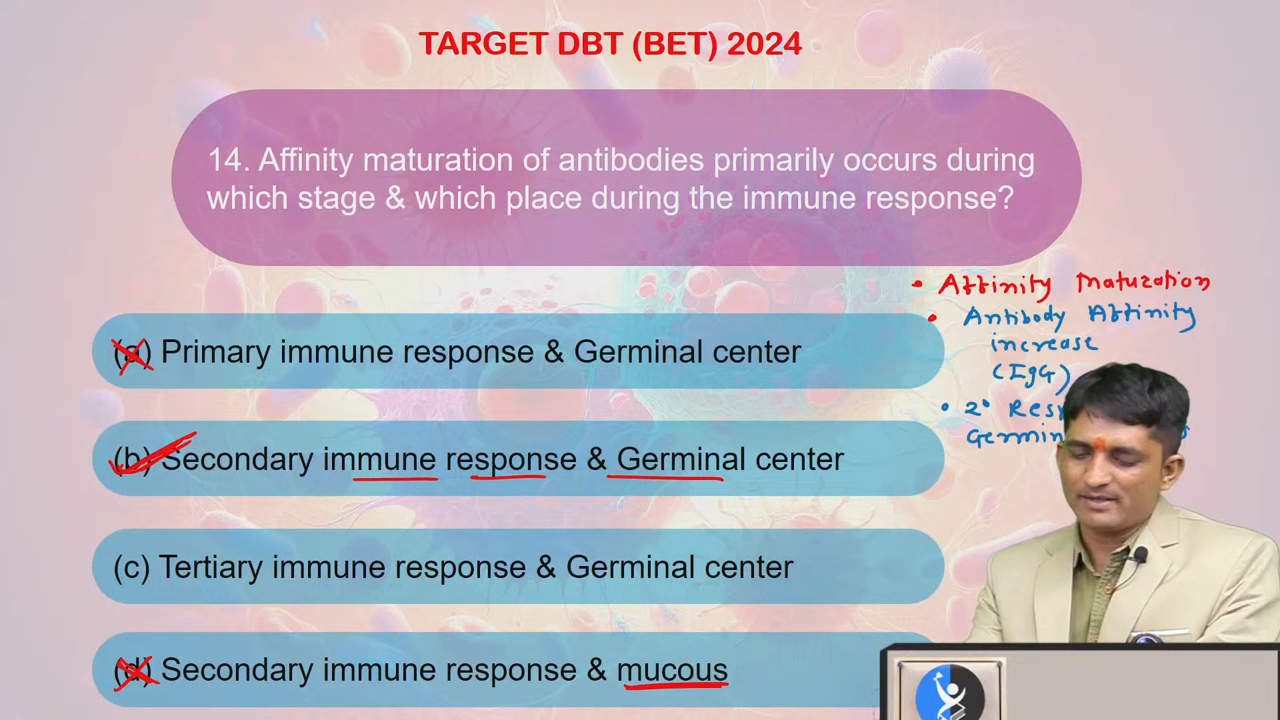 TARGET DBT (BET) 2024
14. Affinity maturation of antibodies primarily occurs during
which stage & which place during the immune response?
(a) Primary immune response & Germinal center
(b) Secondary immune response & Germinal center
(c) Tertiary immune response & Germinal center
(d) Secondary immune response & mucous
• Affinity Maturation
• Antibody Affinity
increase
(IgG)
• 2°